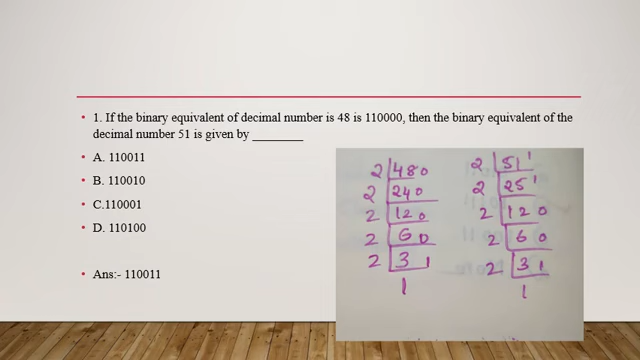 1. If the binary equivalent of decimal number is 48 is 110000, then the binary equivalent of the
decimal number 51 is given by ________
A. 110011
B. 110010
C.110001
D. 110100
Ans:- 110011
2 48 0
2 24 0
2 12 0
2 6 0
2 3 1
1
2 51 1
2 25 1
2 12 0
2 6 0
2 3 1
1